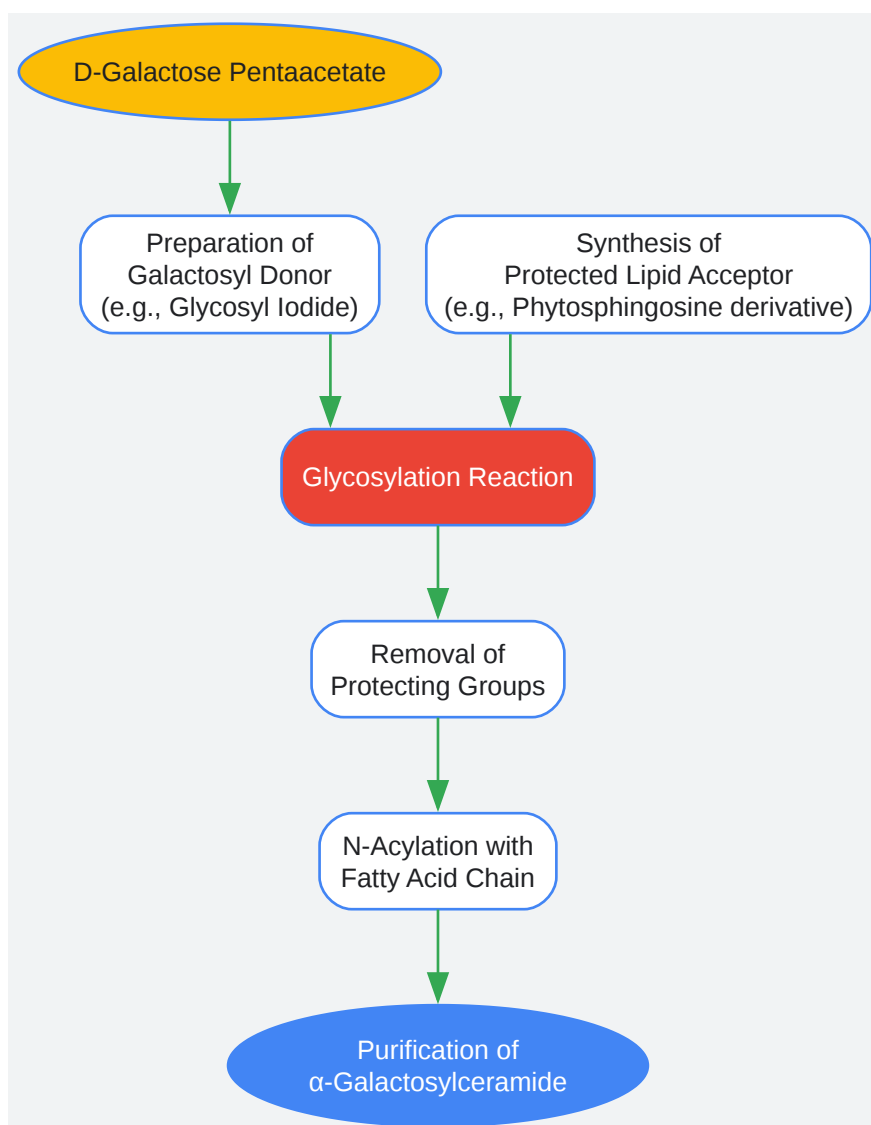 D-Galactose Pentaacetate
Preparation of
Galactosyl Donor
(e.g., Glycosyl Iodide)
Synthesis of
Protected Lipid Acceptor
(e.g., Phytosphingosine derivative)
Glycosylation Reaction
Removal of
Protecting Groups
N-Acylation with
Fatty Acid Chain
Purification of
α-Galactosylceramide